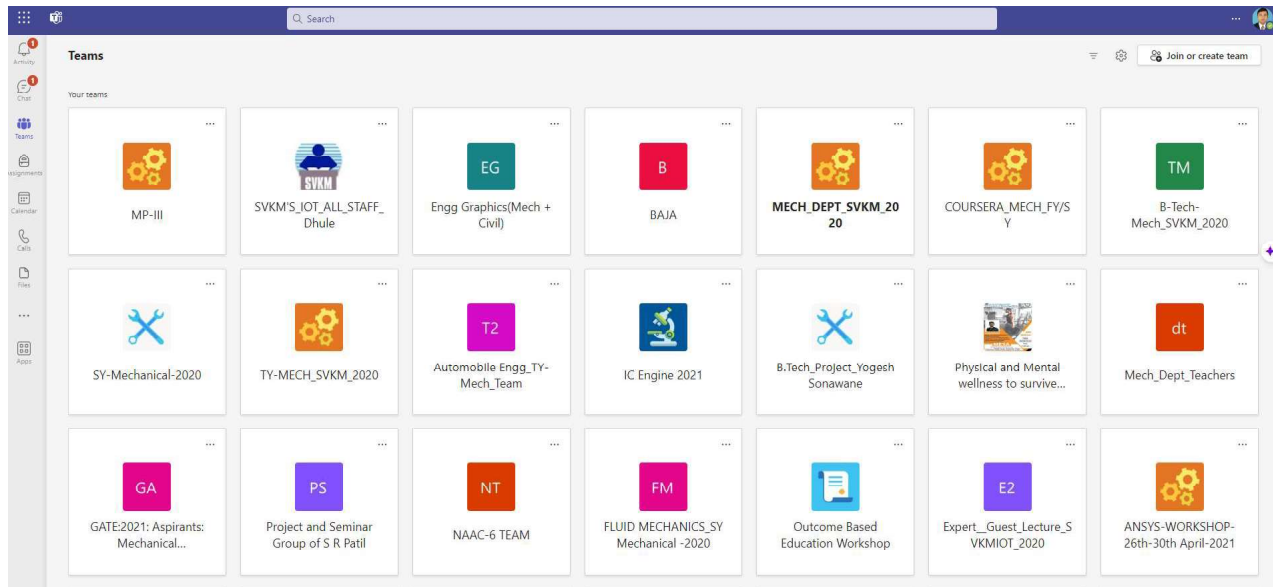 Search
...
1
Activity
Teams
Join or create team
1
Chat
Your teams
Teams
Assignments
Calendar
Calls
Files
...
Apps
...
MP-III
...
SVKM
SVKM'S_IOT_ALL_STAFF_
Dhule
...
EG
Engg Graphics(Mech +
Civil)
...
B
BAJA
...
MECH_DEPT_SVKM_20
20
...
COURSERA_MECH_FY/S
Y
...
TM
B-Tech-
Mech_SVKM_2020
...
SY-Mechanical-2020
...
TY-MECH_SVKM_2020
...
T2
Automobile Engg_TY-
Mech_Team
...
IC Engine 2021
...
B.Tech_Project_Yogesh
Sonawane
...
Physical and Mental
wellness to survive...
...
dt
Mech_Dept_Teachers
...
GA
GATE:2021: Aspirants:
Mechanical...
...
PS
Project and Seminar
Group of S R Patil
...
NT
NAAC-6 TEAM
...
FM
FLUID MECHANICS_SY
Mechanical -2020
...
Outcome Based
Education Workshop
...
E2
Expert__Guest_Lecture_S
VKMIOT_2020
...
ANSYS-WORKSHOP-
26th-30th April-2021